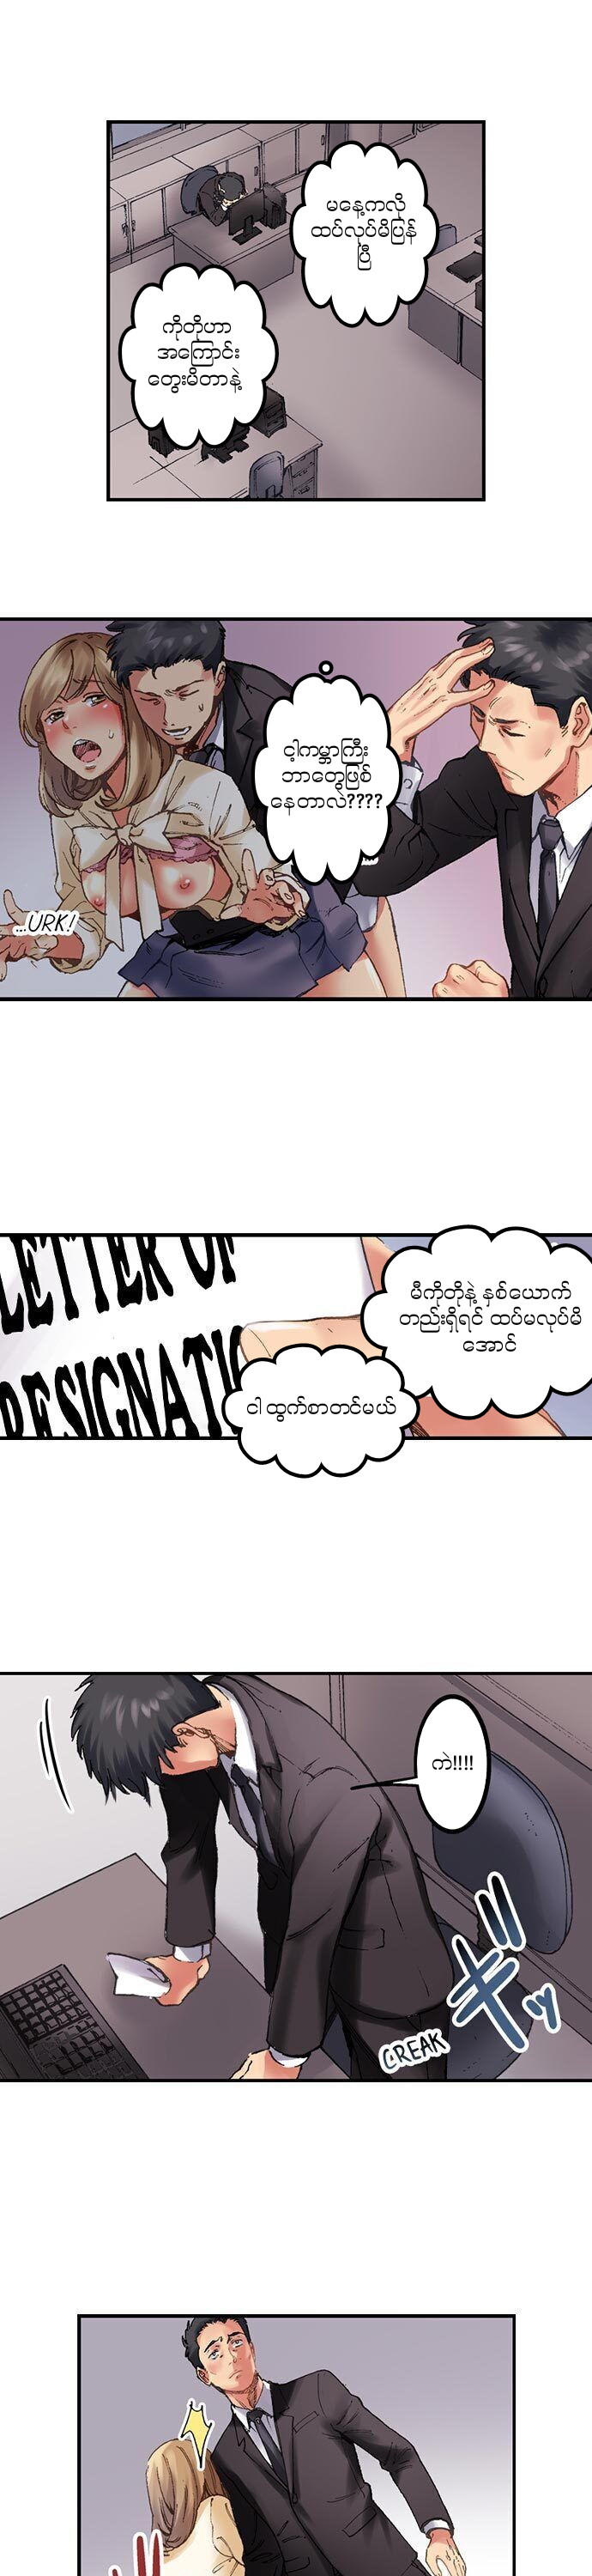 မနေ့ကလို
ထပ်လုပ်မိပြန်
ပြီ
ကိုတိုဟာ
အကြောင်း
တွေးမိတာနဲ့
ငါ့ကမ္ဘာကြီး
ဘာတွေဖြစ်
နေတာလဲ????
...URK!
LETTER OF
RESIGNATIO
မီကိုတိုနဲ့ နှစ်ယောက်
တည်းရှိရင် ထပ်မလုပ်မိ
အောင်
ငါ ထွက်စာတင်မယ်
ကဲ!!!!
ギッ
CREAK